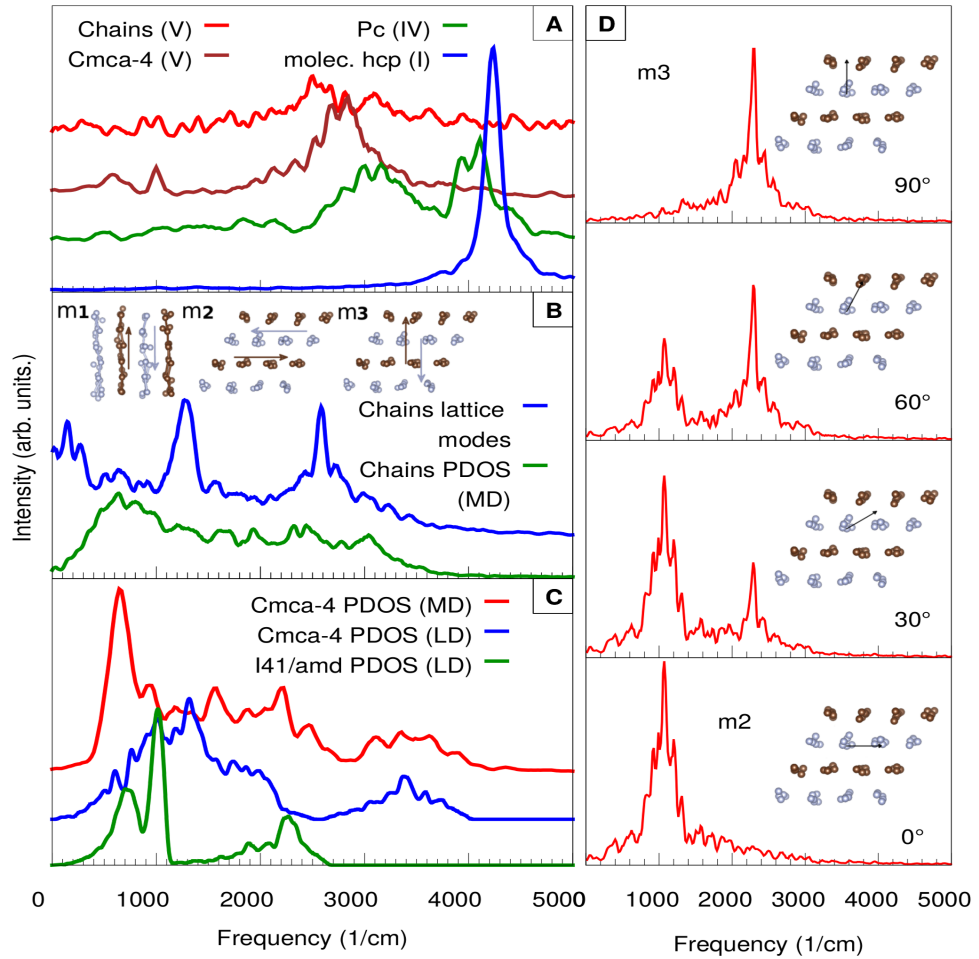 A
Chains (V)
Cmca-4 (V)
Pc (IV)
molec. hcp (I)
B
m1
m2
m3
Chains lattice
modes
Chains PDOS
(MD)
C
Cmca-4 PDOS (MD)
Cmca-4 PDOS (LD)
I41/amd PDOS (LD)
Intensity (arb. units.)
0 1000 2000 3000 4000 5000
Frequency (1/cm)
D
m3
90°
60°
30°
m2
0°
0 1000 2000 3000 4000 5000
Frequency (1/cm)